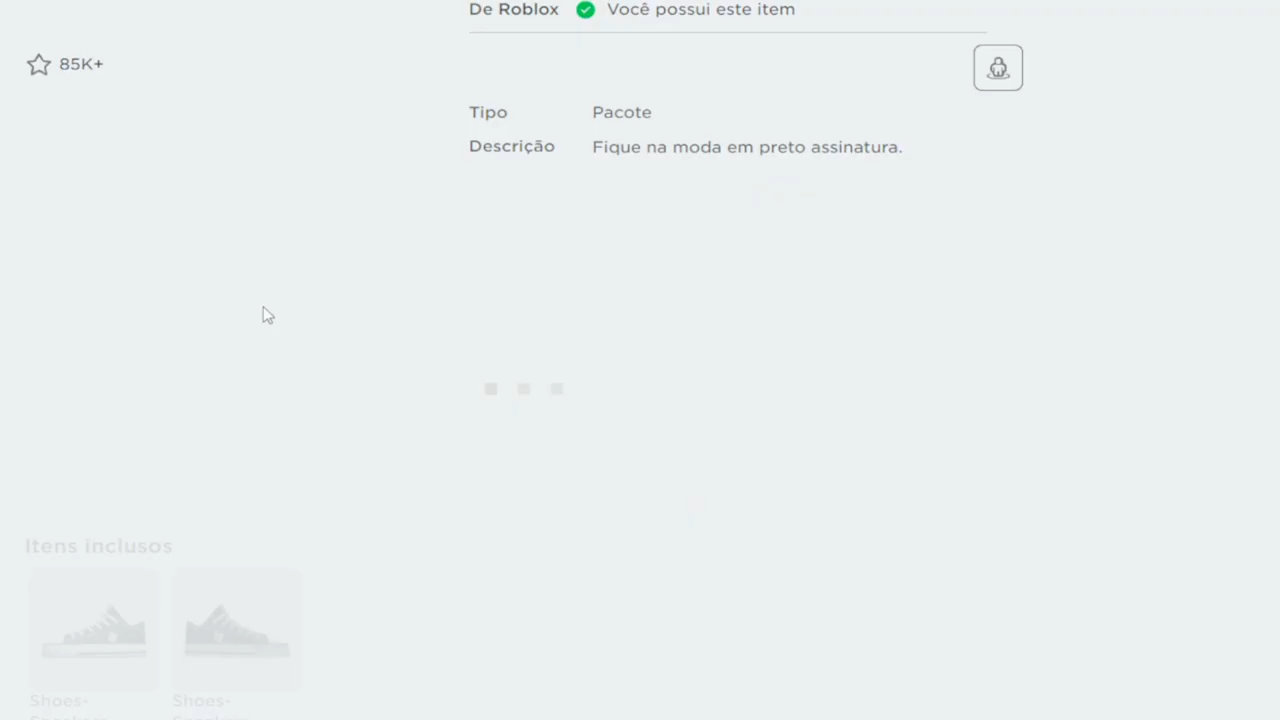 De Roblox Você possui este item
85K+
Tipo Pacote
Descrição Fique na moda em preto assinatura.
Itens inclusos
Shoes- Shoes-